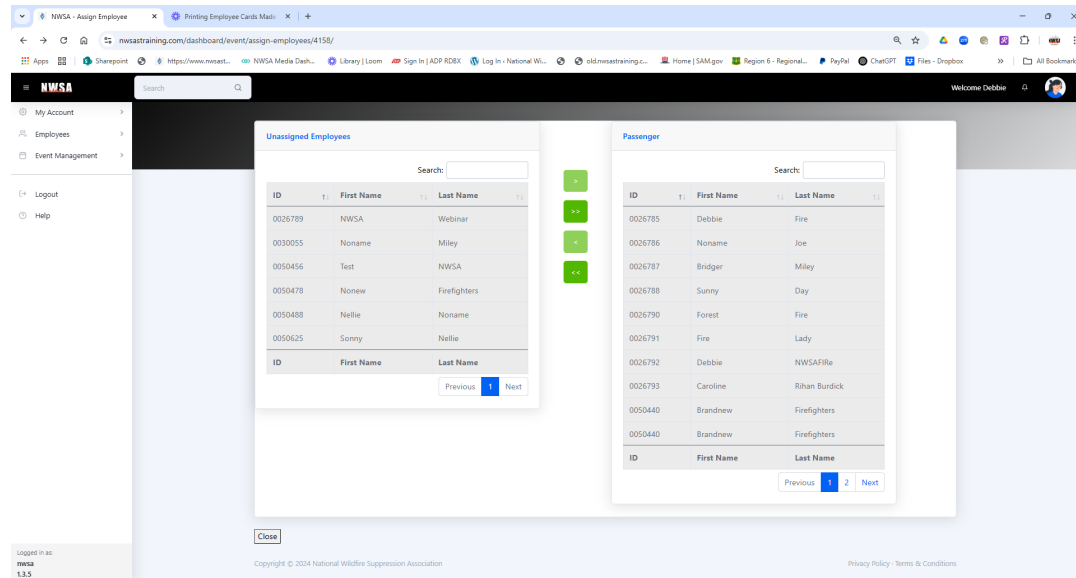 NWSA - Assign Employee
Printing Employee Cards Made
nwsastraining.com/dashboard/event/assign-employees/4158/
Apps Sharepoint https://www.nwsast... NWSA Media Dash... Library | Loom Sign In | ADP RDBX Log In ‹ National Wi... old.nwsastraining.c... Home | SAM.gov Region 6 - Regional... PayPal ChatGPT Files - Dropbox » All Bookmark
NWSA Search Welcome Debbie
My Account
Employees
Event Management
Logout
Help
Unassigned Employees
Search:
ID First Name Last Name
0026789 NWSA Webinar
0030055 Noname Miley
0050456 Test NWSA
0050478 Nonew Firefighters
0050488 Nellie Noname
0050625 Sonny Nellie
ID First Name Last Name
Previous 1 Next
>
>>
<
<<
Passenger
Search:
ID First Name Last Name
0026785 Debbie Fire
0026786 Noname Joe
0026787 Bridger Miley
0026788 Sunny Day
0026790 Forest Fire
0026791 Fire Lady
0026792 Debbie NWSAFIRe
0026793 Caroline Rihan Burdick
0050440 Brandnew Firefighters
0050440 Brandnew Firefighters
ID First Name Last Name
Previous 1 2 Next
Close
Logged in as:
nwsa
1.3.5
Copyright © 2024 National Wildfire Suppression Association
Privacy Policy · Terms & Conditions